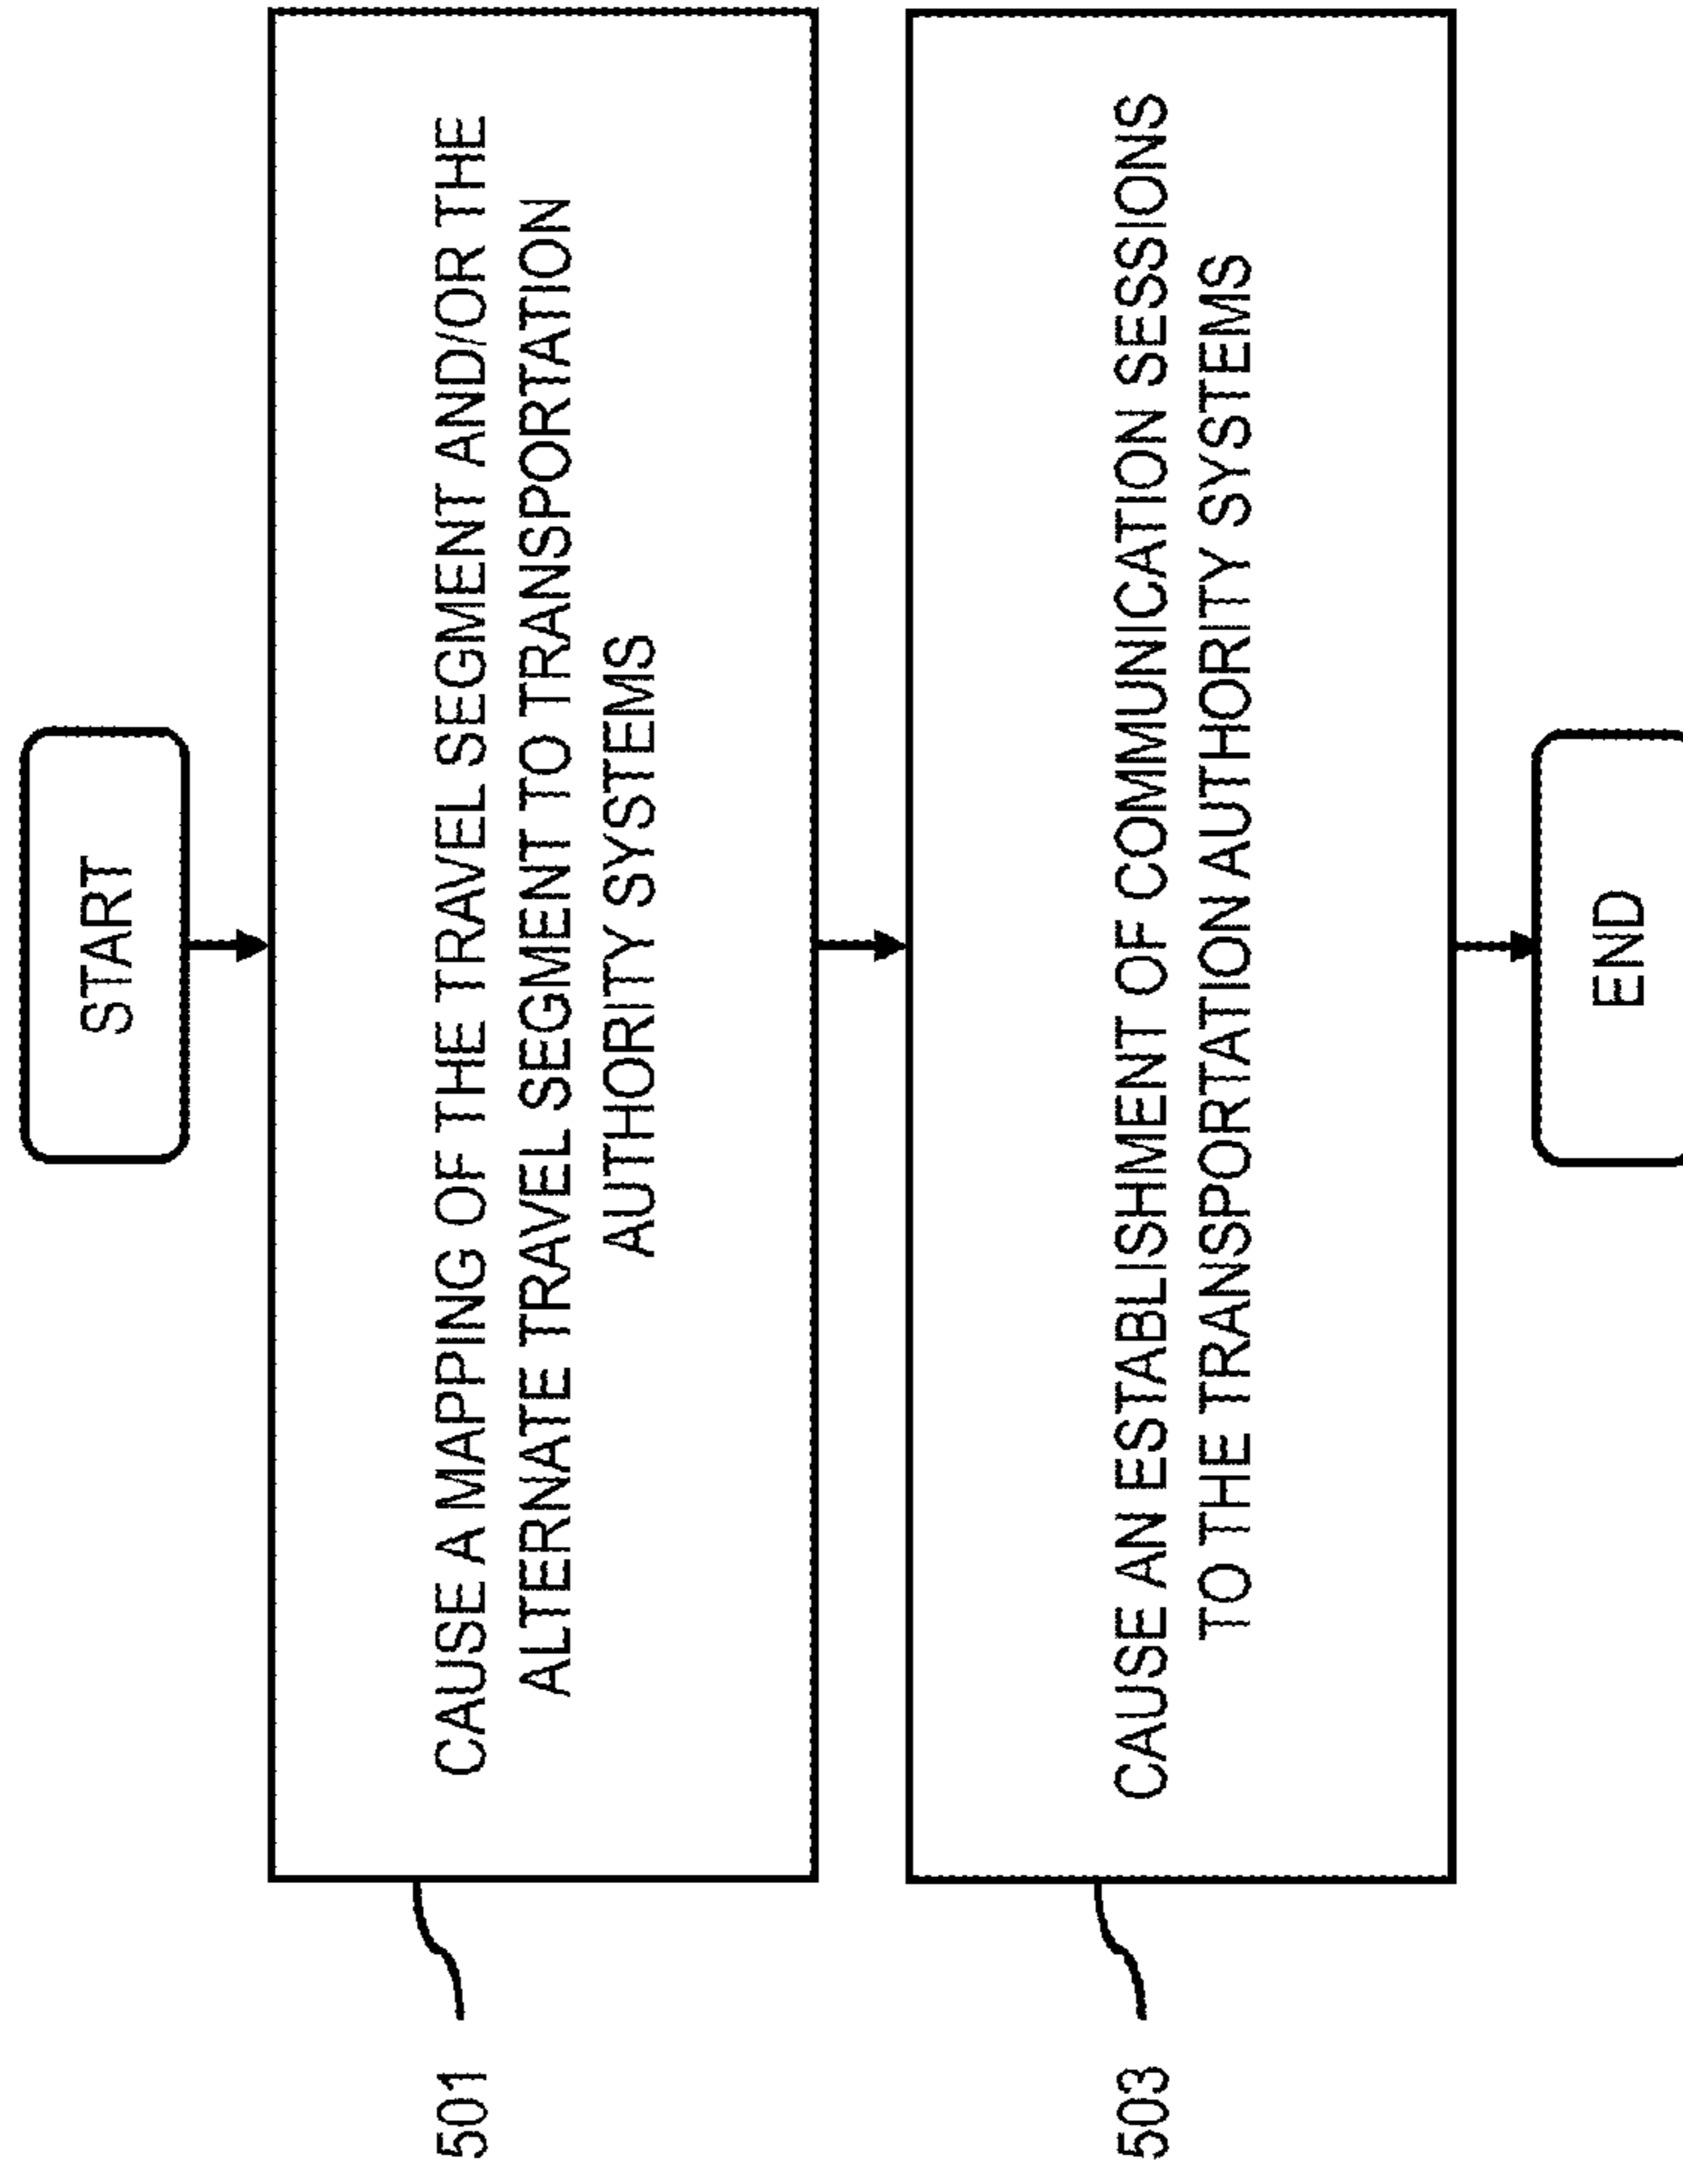 START
501
CAUSE A MAPPING OF THE TRAVEL SEGMENT AND/OR THE
ALTERNATE TRAVEL SEGMENT TO TRANSPORTATION
AUTHORITY SYSTEMS
503
CAUSE AN ESTABLISHMENT OF COMMUNICATION SESSIONS
TO THE TRANSPORTATION AUTHORITY SYSTEMS
END